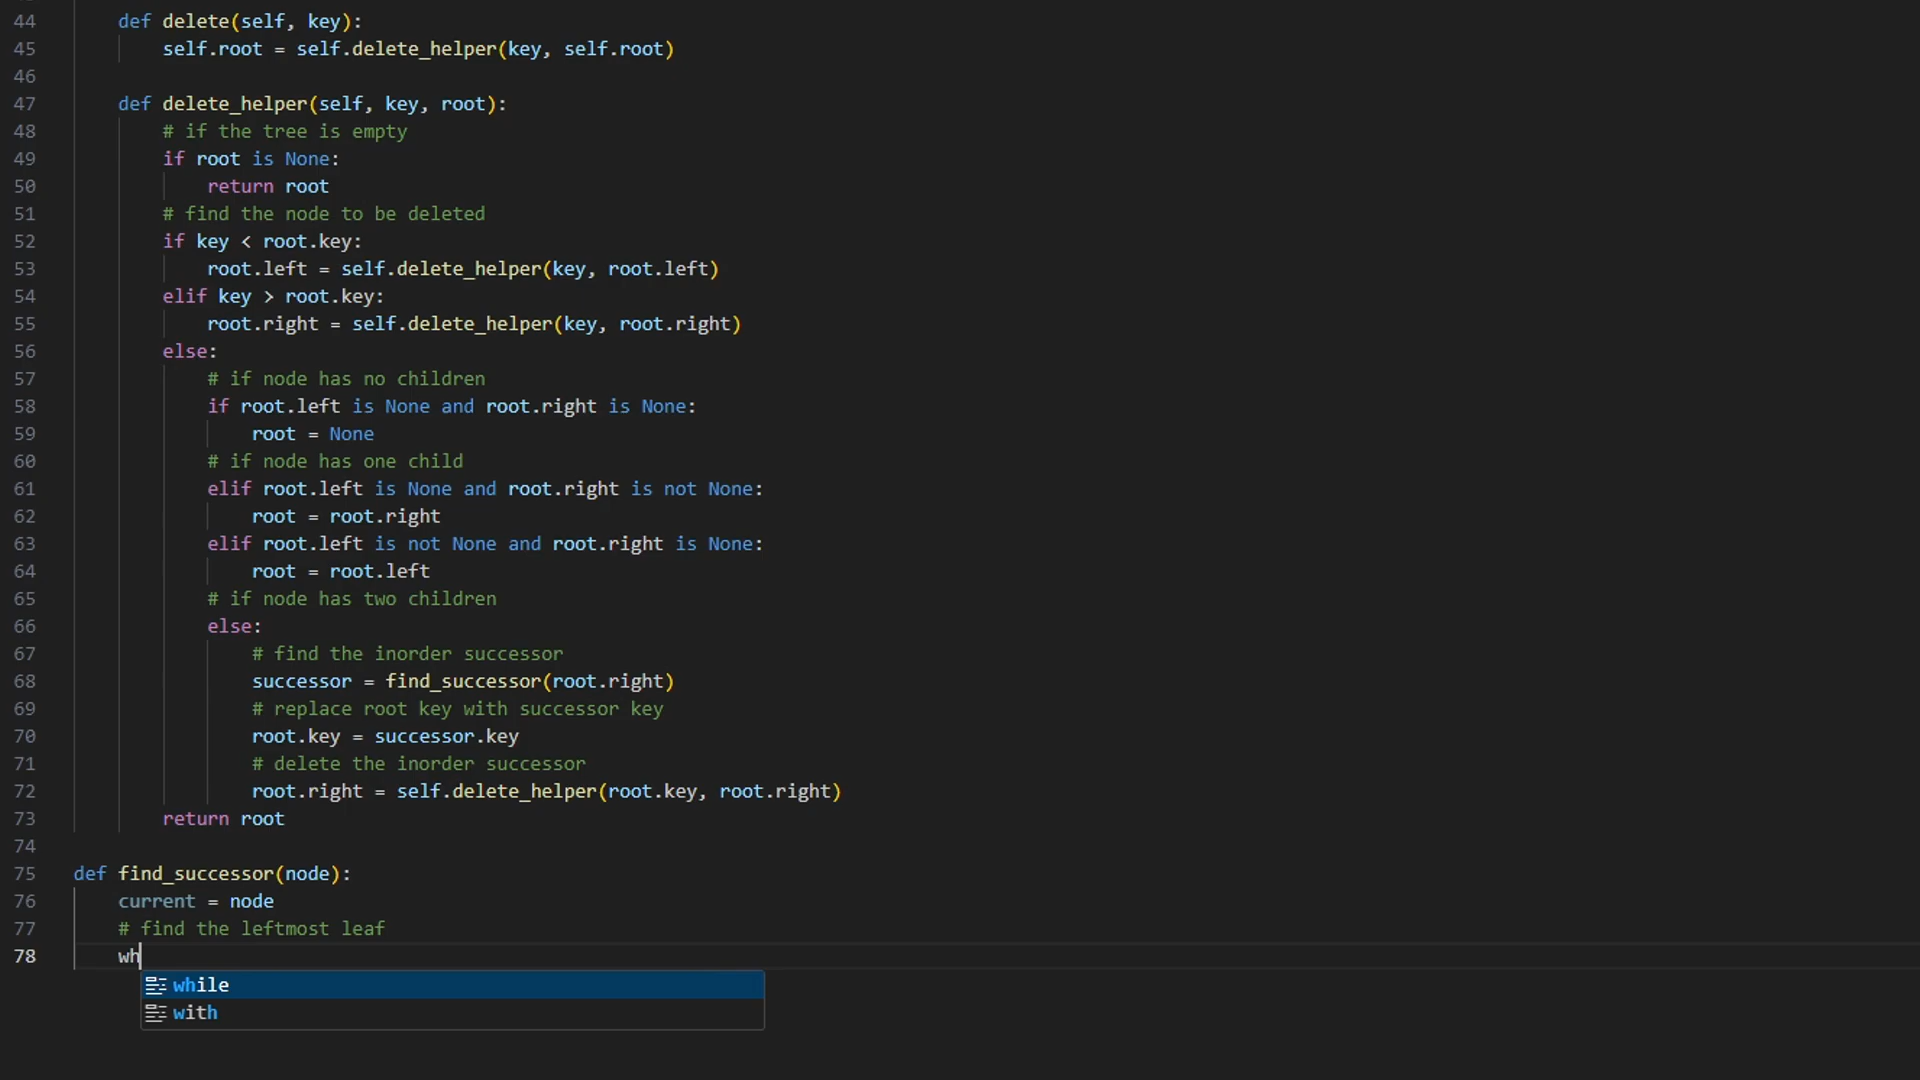 44 def delete(self, key):
45 self.root = self.delete_helper(key, self.root)
46
47 def delete_helper(self, key, root):
48 # if the tree is empty
49 if root is None:
50 return root
51 # find the node to be deleted
52 if key < root.key:
53 root.left = self.delete_helper(key, root.left)
54 elif key > root.key:
55 root.right = self.delete_helper(key, root.right)
56 else:
57 # if node has no children
58 if root.left is None and root.right is None:
59 root = None
60 # if node has one child
61 elif root.left is None and root.right is not None:
62 root = root.right
63 elif root.left is not None and root.right is None:
64 root = root.left
65 # if node has two children
66 else:
67 # find the inorder successor
68 successor = find_successor(root.right)
69 # replace root key with successor key
70 root.key = successor.key
71 # delete the inorder successor
72 root.right = self.delete_helper(root.key, root.right)
73 return root
74
75 def find_successor(node):
76 current = node
77 # find the leftmost leaf
78 wh
while
with